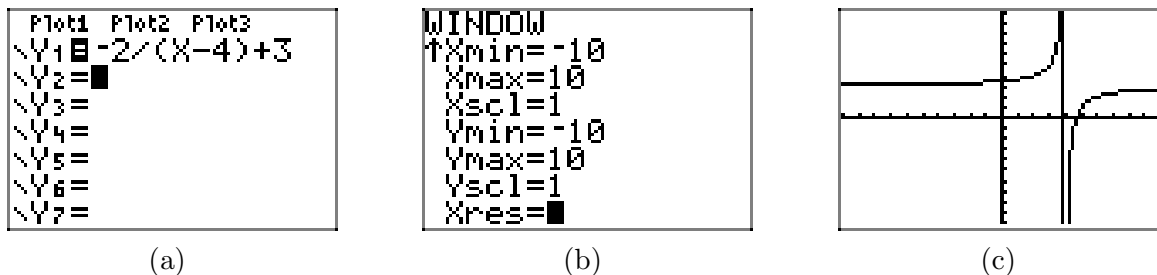 Plot1 Plot2 Plot3
\Y1=-2/(X-4)+3
\Y2=
\Y3=
\Y4=
\Y5=
\Y6=
\Y7=
WINDOW
↑Xmin=-10
Xmax=10
Xscl=1
Ymin=-10
Ymax=10
Yscl=1
Xres=
(a)
(b)
(c)